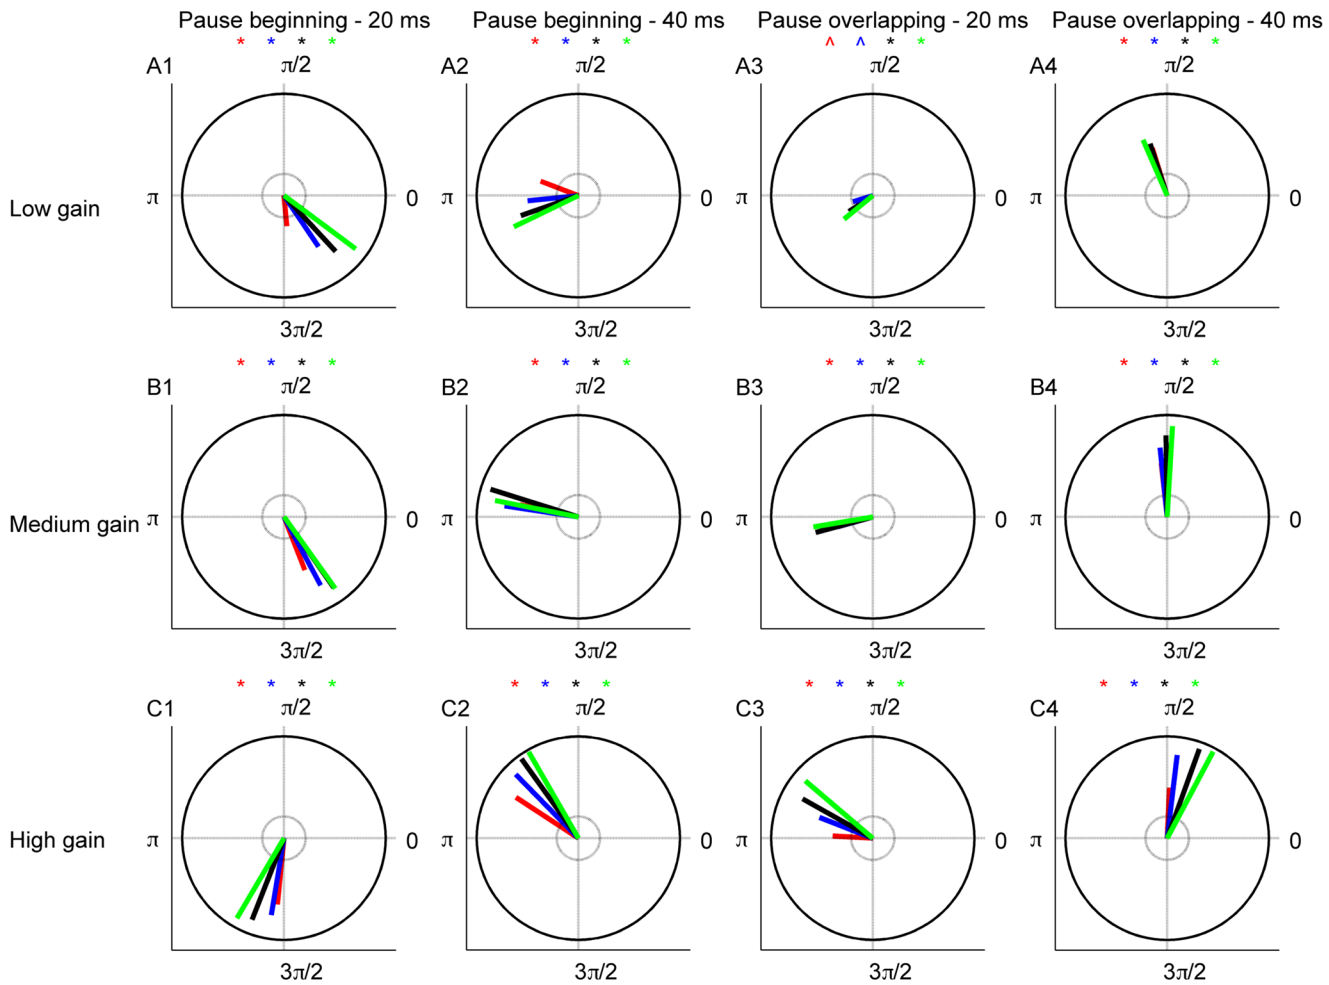 Pause beginning - 20 ms Pause beginning - 40 ms Pause overlapping - 20 ms Pause overlapping - 40 ms
* * * * * * * * ^ ^ * * * * * *
A1 π/2 A2 π/2 A3 π/2 A4 π/2
Low gain π 0 π 0 π 0 π 0
3π/2 3π/2 3π/2 3π/2
* * * * * * * * * * * * * * * *
B1 π/2 B2 π/2 B3 π/2 B4 π/2
Medium gain π 0 π 0 π 0 π 0
3π/2 3π/2 3π/2 3π/2
* * * * * * * * * * * * * * * *
C1 π/2 C2 π/2 C3 π/2 C4 π/2
High gain π 0 π 0 π 0 π 0
3π/2 3π/2 3π/2 3π/2